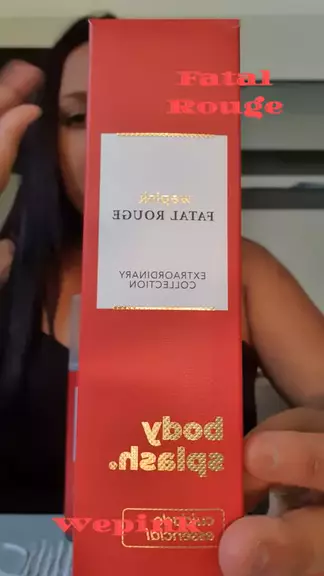 Fatal
Rouge
wepink
FATAL ROUGE
EXTRAORDINARY
COLLECTION
body
splash.
Wepink
cuidado
essencial